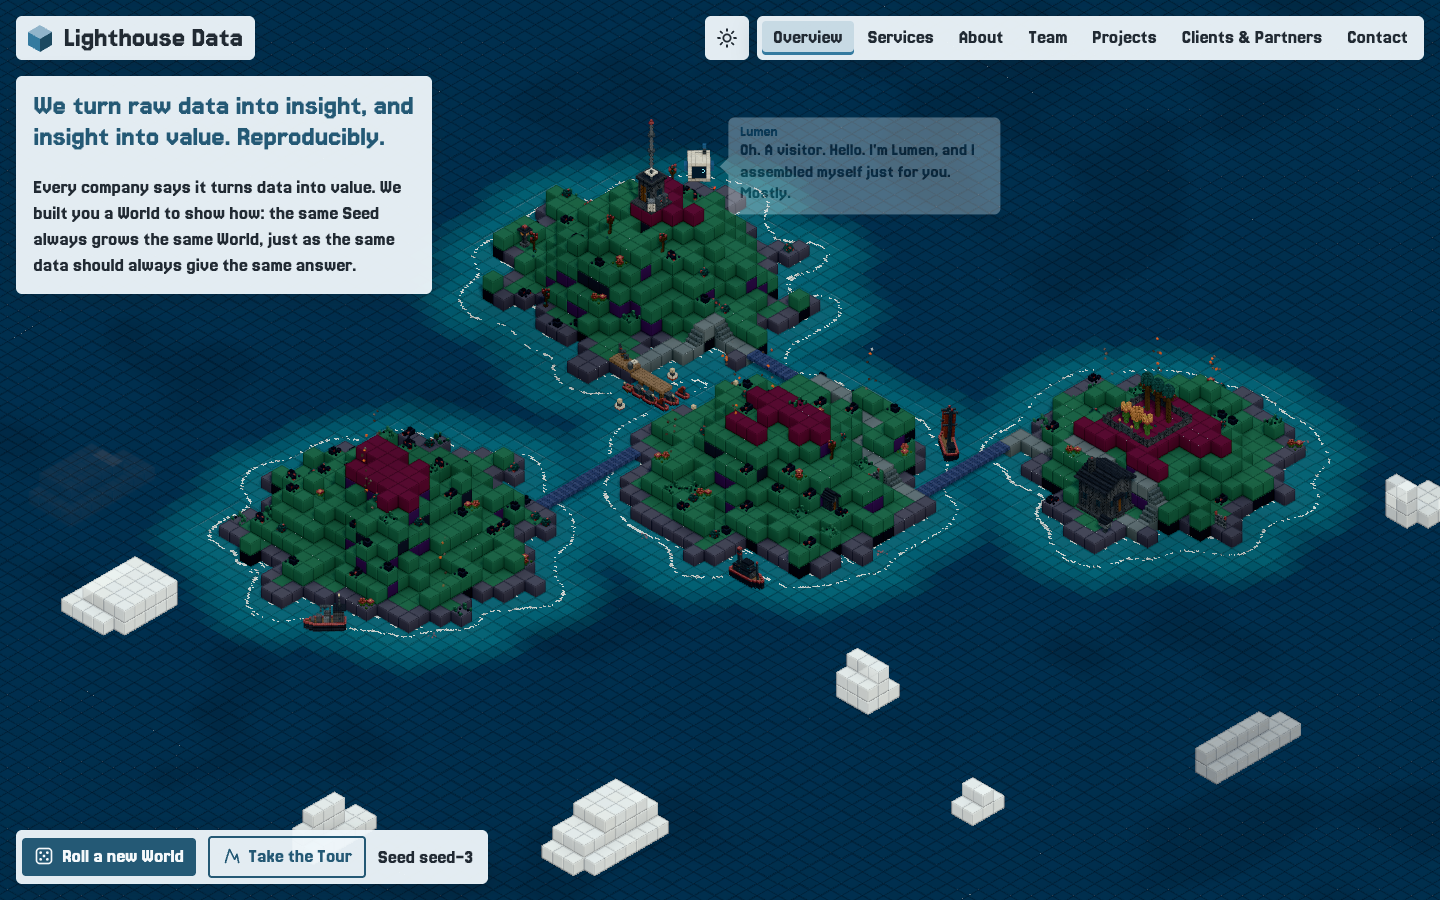 Lighthouse Data
Overview
Services
About
Team
Projects
Clients & Partners
Contact
We turn raw data into insight, and
insight into value. Reproducibly.
Every company says it turns data into value. We
built you a World to show how: the same Seed
always grows the same World, just as the same
data should always give the same answer.
Lumen
Oh. A visitor. Hello. I'm Lumen, and I
assembled myself just for you.
Mostly.
Roll a new World
Take the Tour
Seed seed-3